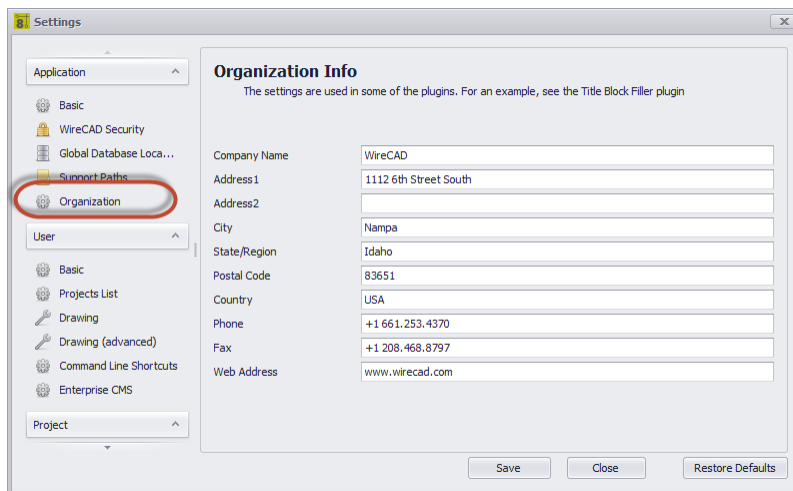 Settings
Application
Basic
WireCAD Security
Global Database Loca...
Support Paths
Organization
User
Basic
Projects List
Drawing
Drawing (advanced)
Command Line Shortcuts
Enterprise CMS
Project
Organization Info
The settings are used in some of the plugins. For an example, see the Title Block Filler plugin
Company Name WireCAD
Address1 1112 6th Street South
Address2
City Nampa
State/Region Idaho
Postal Code 83651
Country USA
Phone +1 661.253.4370
Fax +1 208.468.8797
Web Address www.wirecad.com
Save Close Restore Defaults